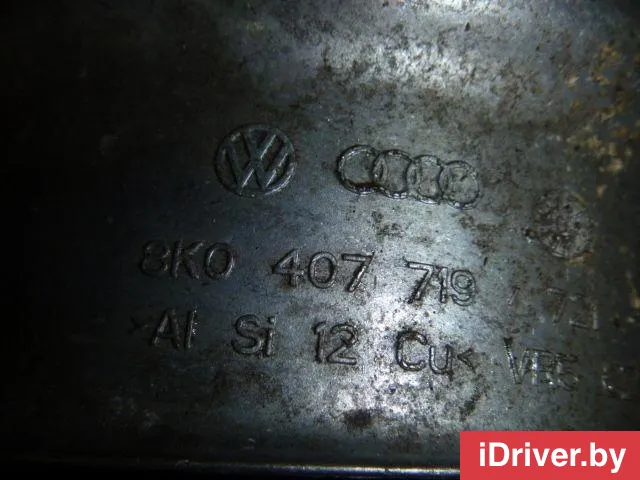 8K0 407 719
>Al Si 12 Cu<
iDriver.by